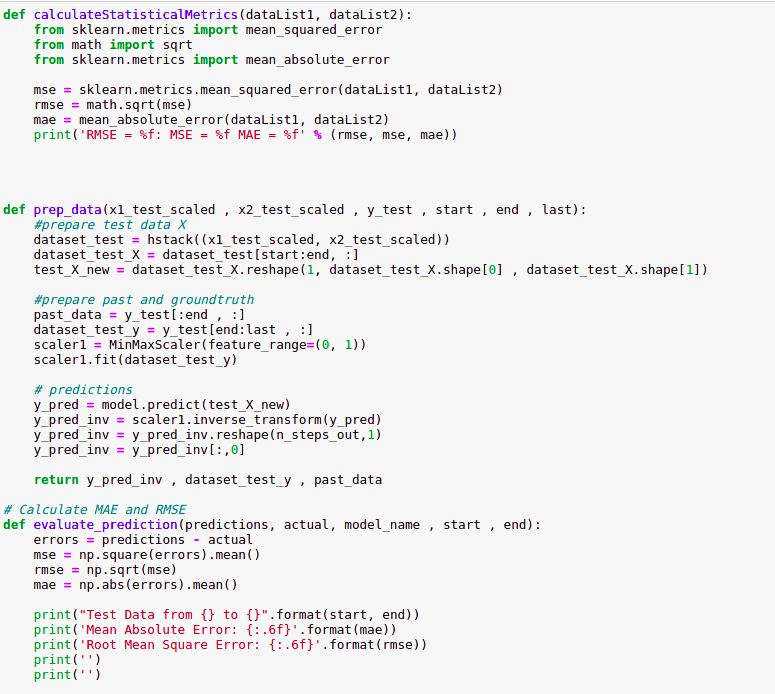 def calculateStatisticalMetrics(dataList1, dataList2):
    from sklearn.metrics import mean_squared_error
    from math import sqrt
    from sklearn.metrics import mean_absolute_error

    mse = sklearn.metrics.mean_squared_error(dataList1, dataList2)
    rmse = math.sqrt(mse)
    mae = mean_absolute_error(dataList1, dataList2)
    print('RMSE = %f: MSE = %f MAE = %f' % (rmse, mse, mae))

def prep_data(x1_test_scaled , x2_test_scaled , y_test , start , end , last):
    #prepare test data X
    dataset_test = hstack((x1_test_scaled, x2_test_scaled))
    dataset_test_X = dataset_test[start:end, :]
    test_X_new = dataset_test_X.reshape(1, dataset_test_X.shape[0] , dataset_test_X.shape[1])

    #prepare past and groundtruth
    past_data = y_test[:end , :]
    dataset_test_y = y_test[end:last , :]
    scaler1 = MinMaxScaler(feature_range=(0, 1))
    scaler1.fit(dataset_test_y)

    # predictions
    y_pred = model.predict(test_X_new)
    y_pred_inv = scaler1.inverse_transform(y_pred)
    y_pred_inv = y_pred_inv.reshape(n_steps_out,1)
    y_pred_inv = y_pred_inv[:,0]

    return y_pred_inv , dataset_test_y , past_data

# Calculate MAE and RMSE
def evaluate_prediction(predictions, actual, model_name , start , end):
    errors = predictions - actual
    mse = np.square(errors).mean()
    rmse = np.sqrt(mse)
    mae = np.abs(errors).mean()

    print("Test Data from {} to {}".format(start, end))
    print('Mean Absolute Error: {:.6f}'.format(mae))
    print('Root Mean Square Error: {:.6f}'.format(rmse))
    print('')
    print('')